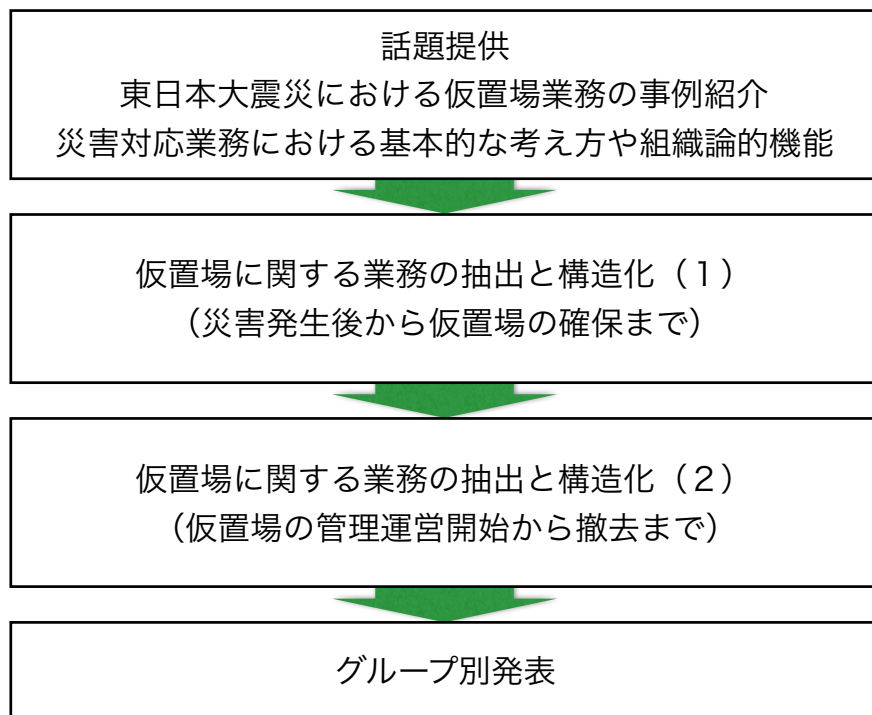 話題提供
東日本大震災における仮置場業務の事例紹介
災害対応業務における基本的な考え方や組織論的機能
仮置場に関する業務の抽出と構造化（１）
（災害発生後から仮置場の確保まで）
仮置場に関する業務の抽出と構造化（２）
（仮置場の管理運営開始から撤去まで）
グループ別発表